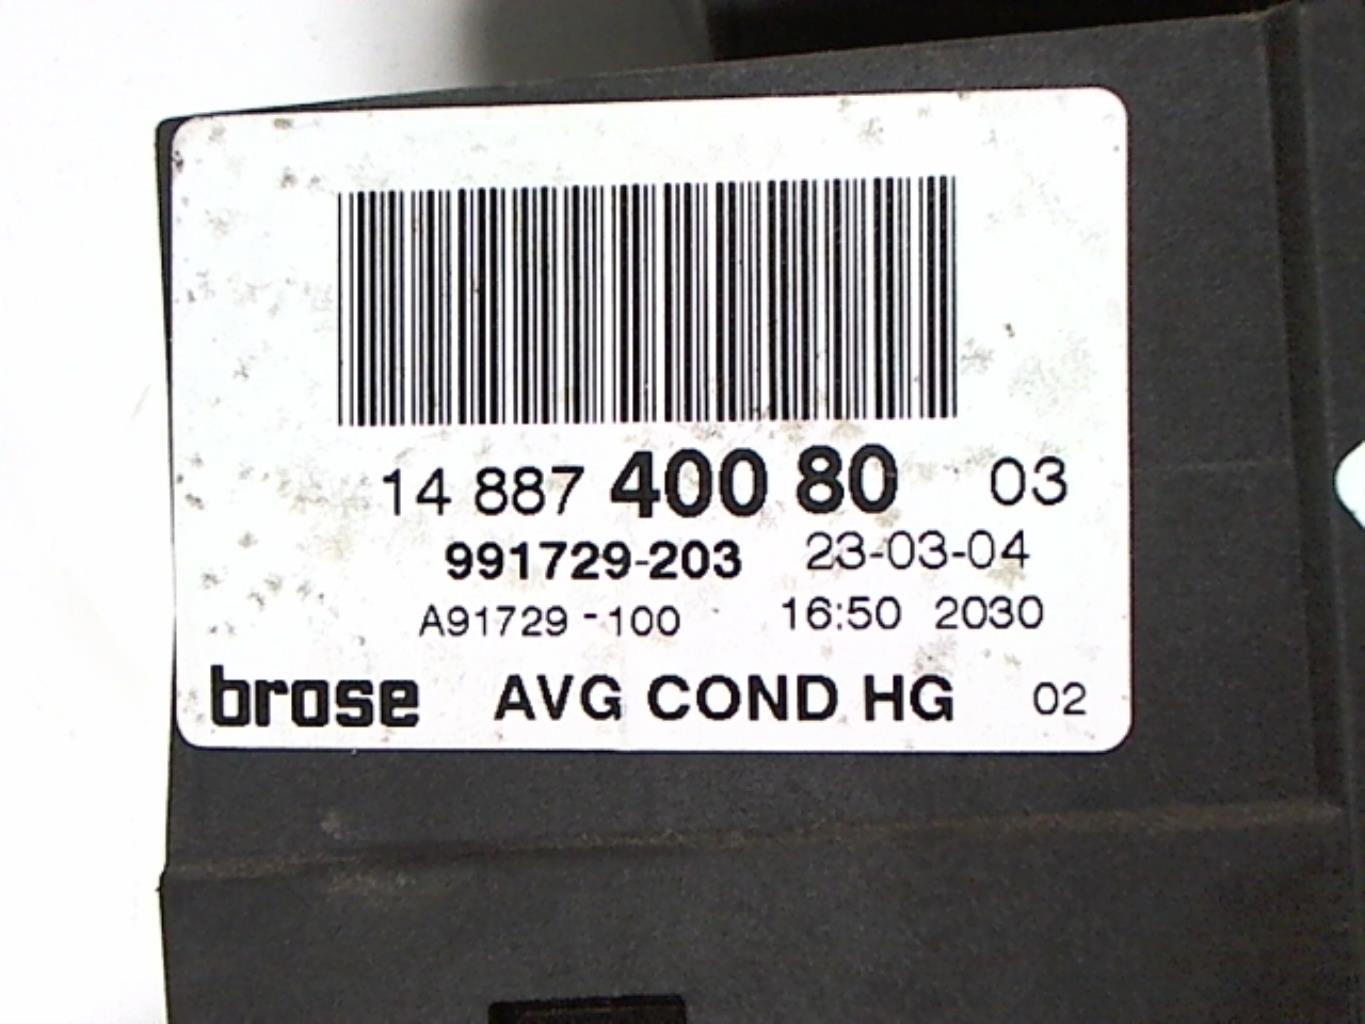 14 887 400 80 03
991729-203 23-03-04
A91729 -100 16:50 2030
brose AVG COND HG 02